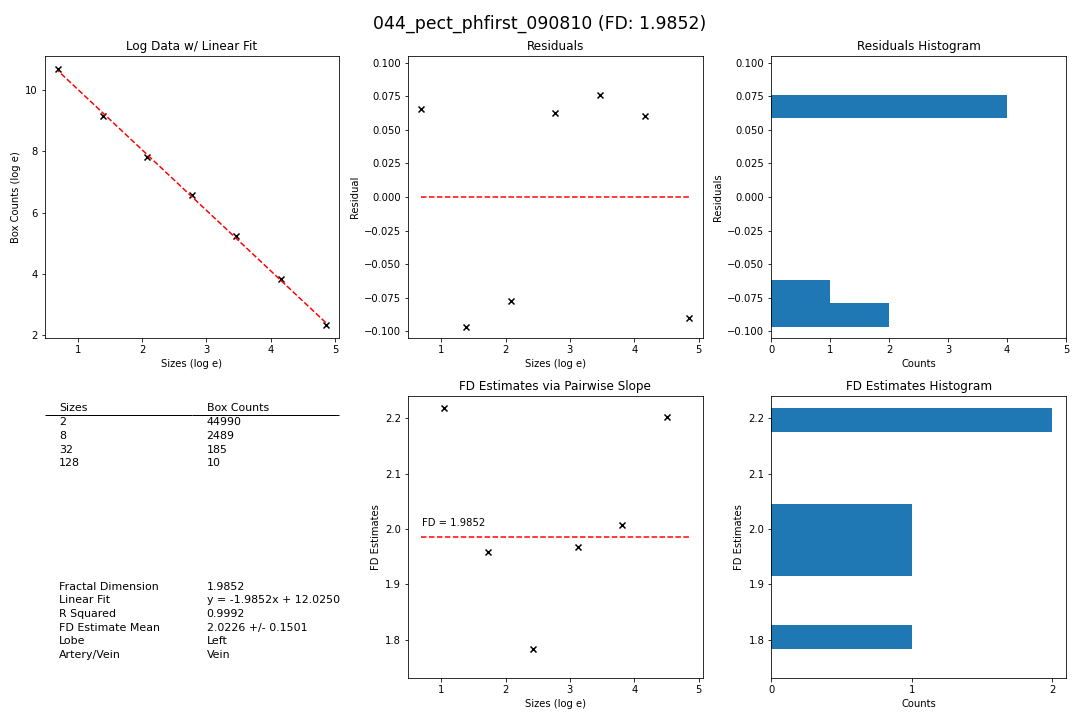 044_pect_phfirst_090810 (FD: 1.9852)
Log Data w/ Linear Fit
Box Counts (log e)
10
8
6
4
2
1 2 3 4 5
Sizes (log e)
Residuals
Residual
0.100
0.075
0.050
0.025
0.000
−0.025
−0.050
−0.075
−0.100
1 2 3 4 5
Sizes (log e)
Residuals Histogram
Residuals
0.100
0.075
0.050
0.025
0.000
−0.025
−0.050
−0.075
−0.100
0 1 2 3 4 5
Counts
Sizes Box Counts
2 44990
8 2489
32 185
128 10
Fractal Dimension 1.9852
Linear Fit y = -1.9852x + 12.0250
R Squared 0.9992
FD Estimate Mean 2.0226 +/- 0.1501
Lobe Left
Artery/Vein Vein
FD Estimates via Pairwise Slope
FD Estimates
2.2
2.1
2.0
1.9
1.8
FD = 1.9852
1 2 3 4 5
Sizes (log e)
FD Estimates Histogram
FD Estimates
2.2
2.1
2.0
1.9
1.8
0 1 2
Counts